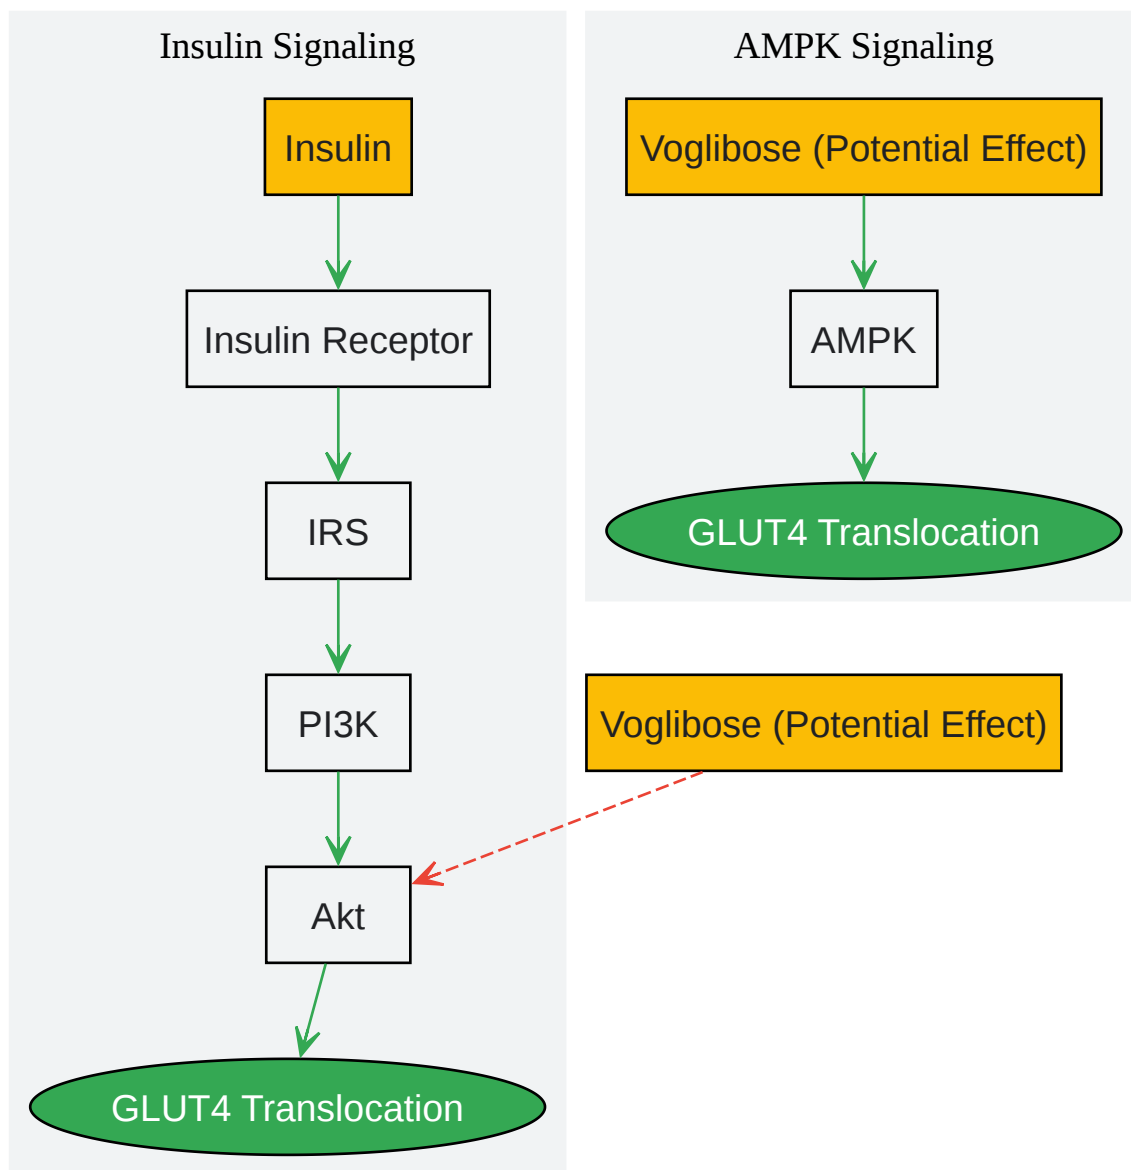 Insulin Signaling
Insulin
Insulin Receptor
IRS
PI3K
Akt
GLUT4 Translocation
AMPK Signaling
Voglibose (Potential Effect)
AMPK
GLUT4 Translocation
Voglibose (Potential Effect)